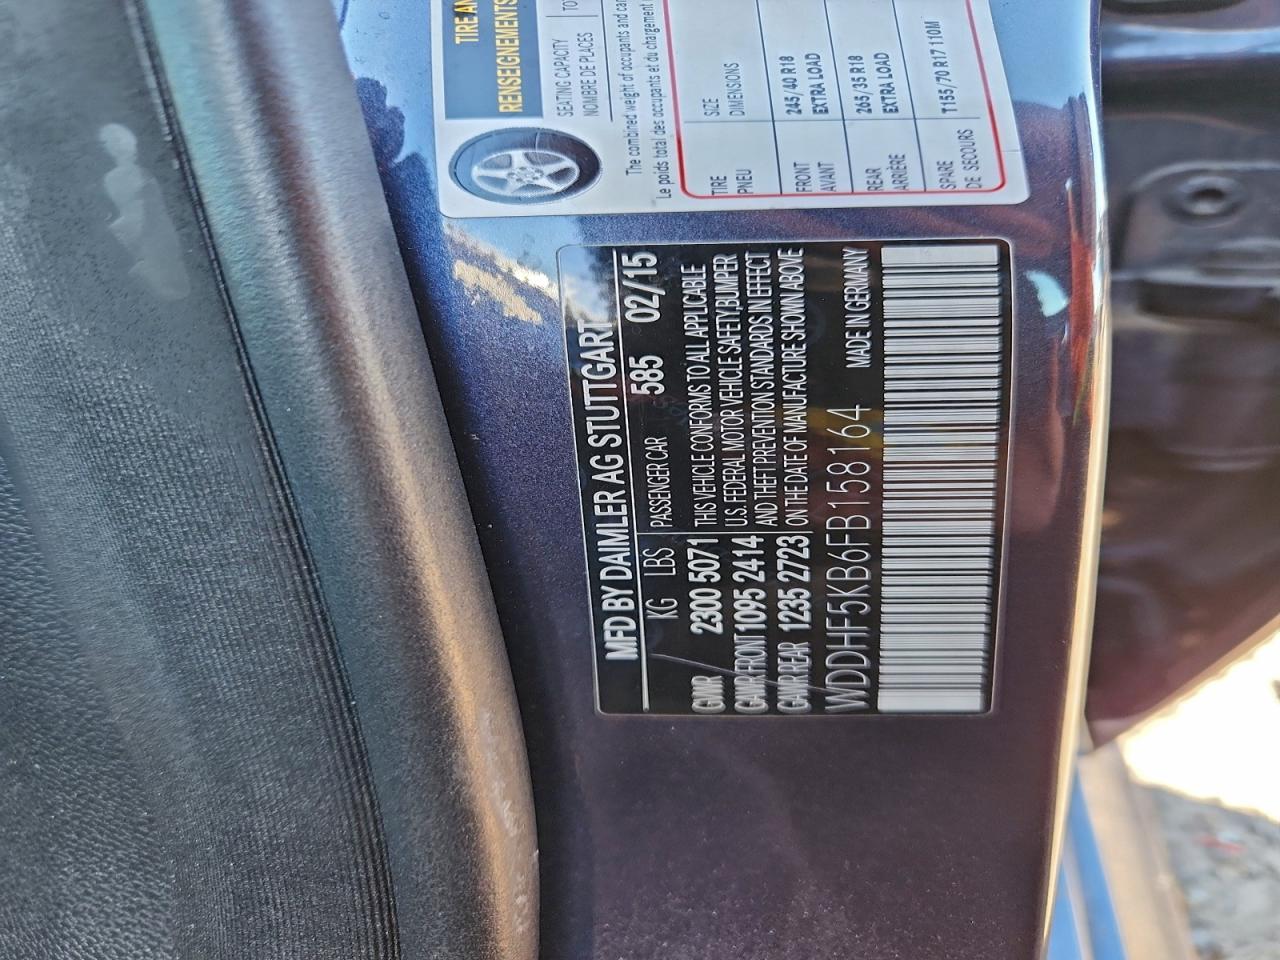 TIRE AN
RENSEIGNEMENTS
SEATING CAPACITY
NOMBRE DE PLACES
The combined weight of occupants and car
Le poids total des occupants et du chargement
TIRE SIZE
PNEU DIMENSIONS
FRONT 245/40 R18
AVANT EXTRA LOAD
REAR 265/35 R18
ARRIÈRE EXTRA LOAD
SPARE T155/70 R17 110M
DE SECOURS
MFD BY DAIMLER AG STUTTGART
KG LBS PASSENGER CAR 585 02/15
GVWR 2300 5071 THIS VEHICLE CONFORMS TO ALL APPLICABLE
GAWR FRONT 1095 2414 U.S. FEDERAL MOTOR VEHICLE SAFETY, BUMPER
GAWR REAR 1235 2723 AND THEFT PREVENTION STANDARDS IN EFFECT
ON THE DATE OF MANUFACTURE SHOWN ABOVE
WDDHF5KB6FB158164 MADE IN GERMANY